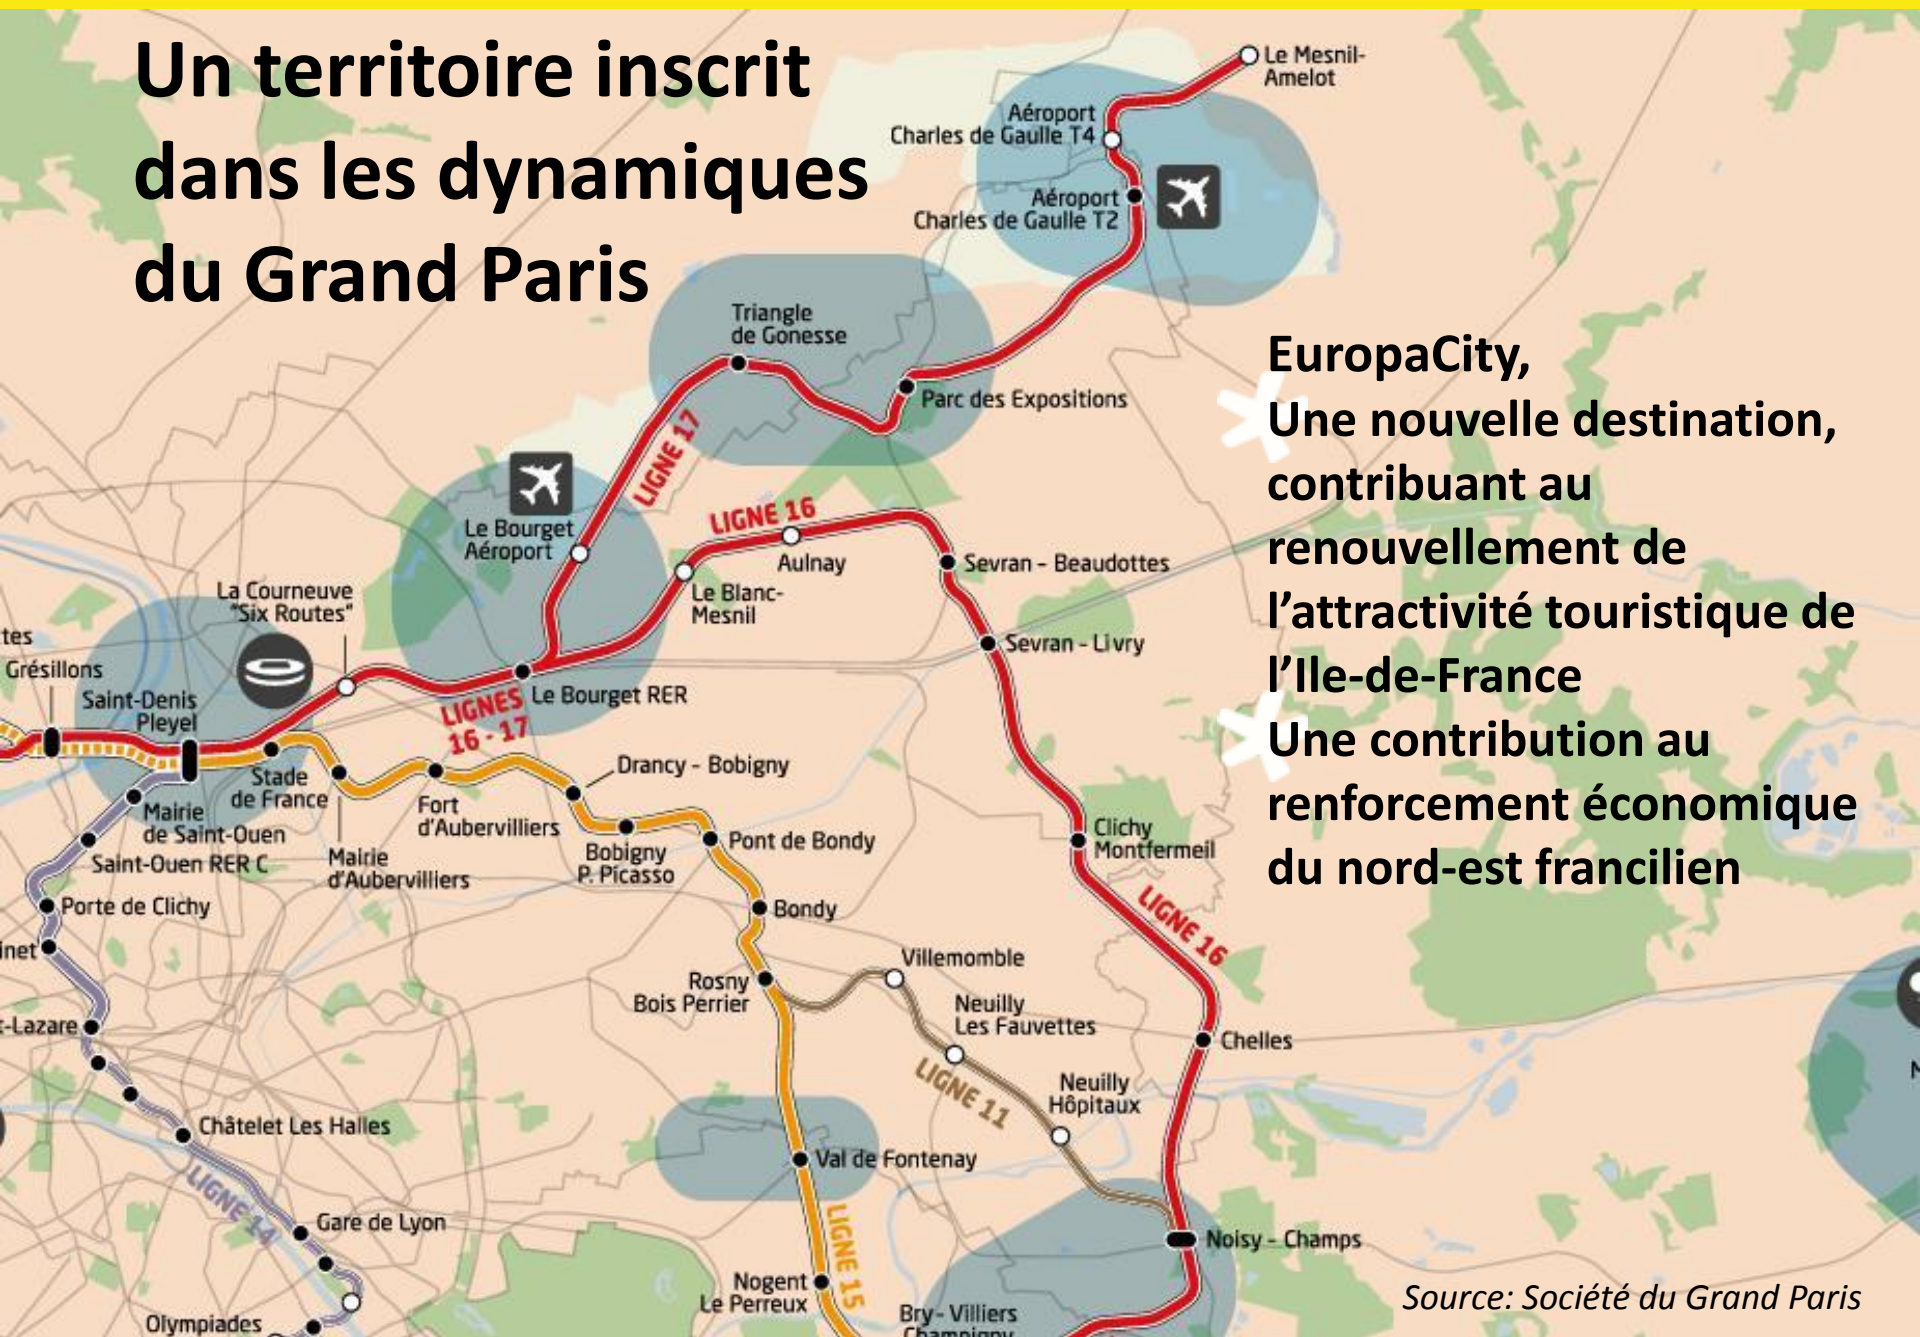 Un territoire inscrit
dans les dynamiques
du Grand Paris
Le Mesnil-
Amelot
Aéroport
Charles de Gaulle T4
Aéroport
Charles de Gaulle T2
Triangle
de Gonesse
Parc des Expositions
LIGNE 17
EuropaCity,
Une nouvelle destination,
contribuant au
renouvellement de
l'attractivité touristique de
l'Ile-de-France
Une contribution au
renforcement économique
du nord-est francilien
Le Bourget
Aéroport
LIGNE 16
Aulnay
Sevran - Beaudottes
Le Blanc-
Mesnil
La Courneuve
"Six Routes"
Sevran - Livry
tes
Grésillons
Saint-Denis
Pleyel
Le Bourget RER
LIGNES
16 - 17
Stade
de France
Drancy - Bobigny
Mairie
de Saint-Ouen
Fort
d'Aubervilliers
Saint-Ouen RER C
Mairie
d'Aubervilliers
Bobigny
P. Picasso
Pont de Bondy
Clichy
Montfermeil
Porte de Clichy
Bondy
LIGNE 16
inet
Villemomble
Rosny
Bois Perrier
Neuilly
Les Fauvettes
t-Lazare
Chelles
LIGNE 11
Neuilly
Hôpitaux
Châtelet Les Halles
Val de Fontenay
LIGNE 14
Gare de Lyon
LIGNE 15
Noisy - Champs
Nogent
Le Perreux
Bry-Villiers
Champigny
Olympiades
M
Source: Société du Grand Paris